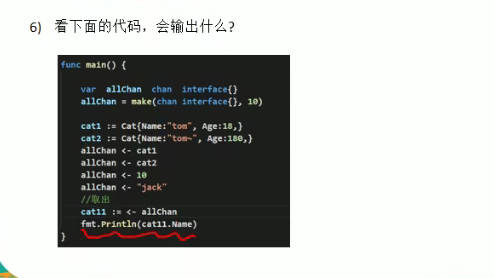 6) 看下面的代码，会输出什么?
func main() {
var allChan chan interface{}
allChan = make(chan interface{}, 10)
cat1 := Cat{Name:"tom", Age:18,}
cat2 := Cat{Name:"tom~", Age:180,}
allChan <- cat1
allChan <- cat2
allChan <- 10
allChan <- "jack"
//取出
cat11 := <- allChan
fmt.Println(cat11.Name)
}